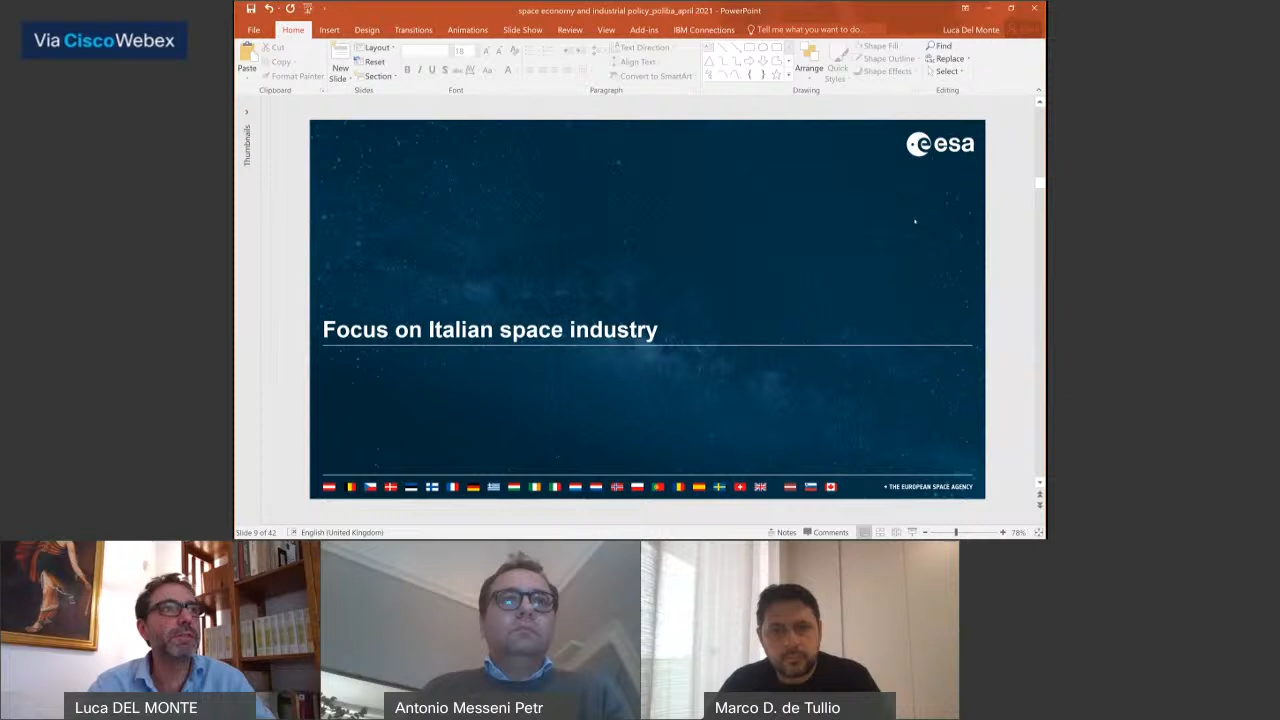 Via CiscoWebex
space economy and industrial policy_poliba_april 2021 - PowerPoint
File Home Insert Design Transitions Animations Slide Show Review View Add-ins IBM Connections Tell me what you want to do... Luca Del Monte
Paste
Cut
Copy
Format Painter
Clipboard
New
Slide
Layout
Reset
Section
Slides
18
B I U S abc AV Aa A
Font
Text Direction
Align Text
Convert to SmartArt
Paragraph
Arrange
Quick
Styles
Shape Fill
Shape Outline
Shape Effects
Drawing
Find
Replace
Select
Editing
Thumbnails
esa
Focus on Italian space industry
THE EUROPEAN SPACE AGENCY
Slide 9 of 42 English (United Kingdom) Notes Comments 78%
Luca DEL MONTE
Antonio Messeni Petr
Marco D. de Tullio